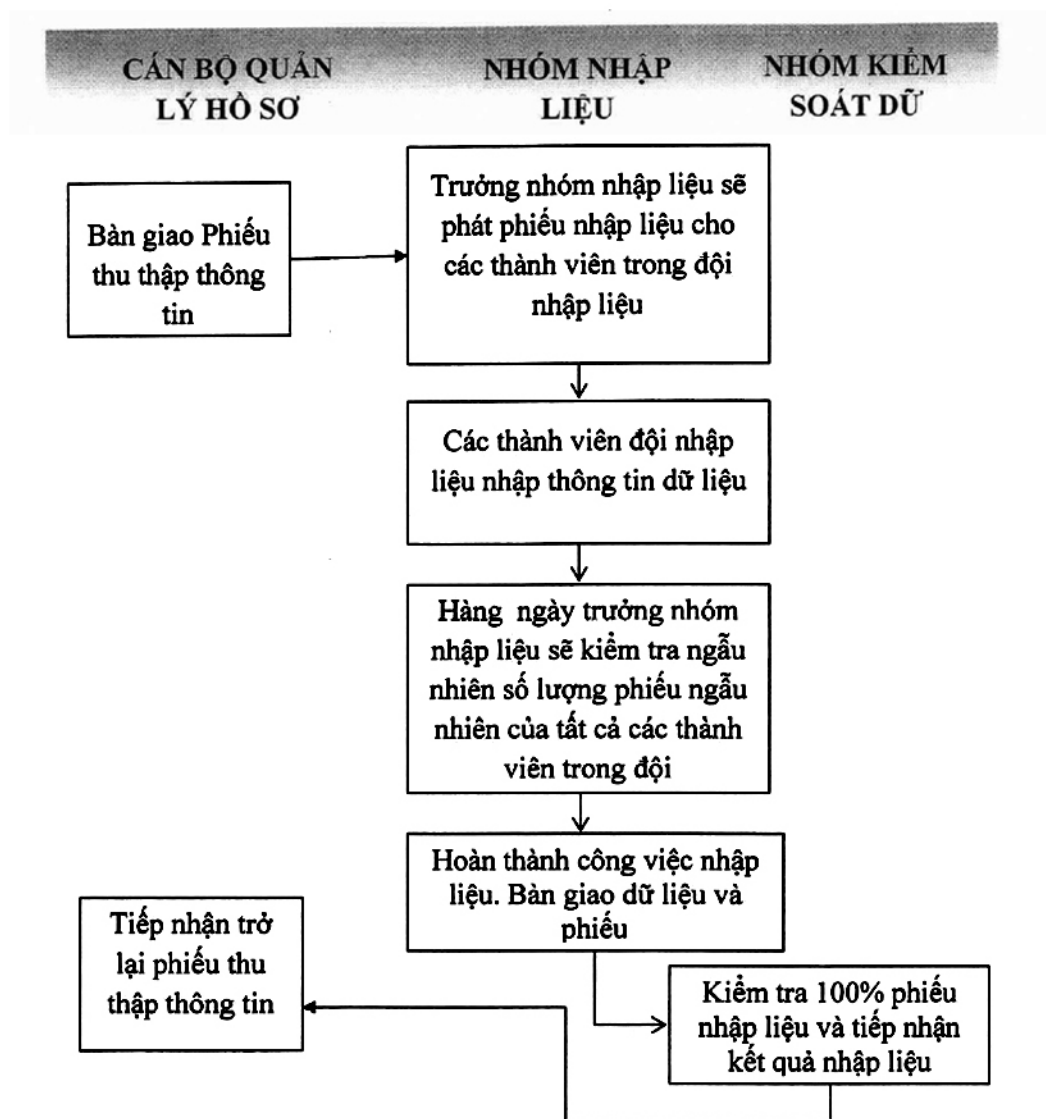 CÁN BỘ QUẢN
LÝ HỒ SƠ
NHÓM NHẬP
LIỆU
NHÓM KIỂM
SOÁT DỮ
Bàn giao Phiếu
thu thập thông
tin
Trưởng nhóm nhập liệu sẽ
phát phiếu nhập liệu cho
các thành viên trong đội
nhập liệu
Các thành viên đội nhập
liệu nhập thông tin dữ liệu
Hàng ngày trưởng nhóm
nhập liệu sẽ kiểm tra ngẫu
nhiên số lượng phiếu ngẫu
nhiên của tất cả các thành
viên trong đội
Hoàn thành công việc nhập
liệu. Bàn giao dữ liệu và
phiếu
Tiếp nhận trở
lại phiếu thu
thập thông tin
Kiểm tra 100% phiếu
nhập liệu và tiếp nhận
kết quả nhập liệu